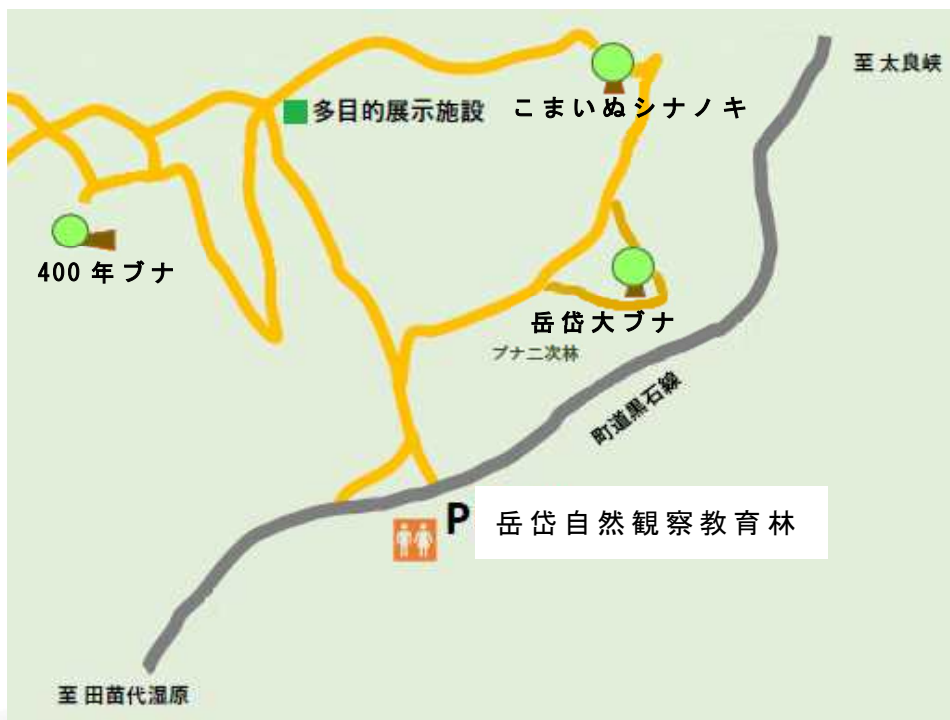 至 太良峡
多目的展示施設
こまいぬシナノキ
400 年ブナ
岳岱大ブナ
ブナ二次林
町道黒石線
P
岳岱自然観察教育林
至 田苗代湿原